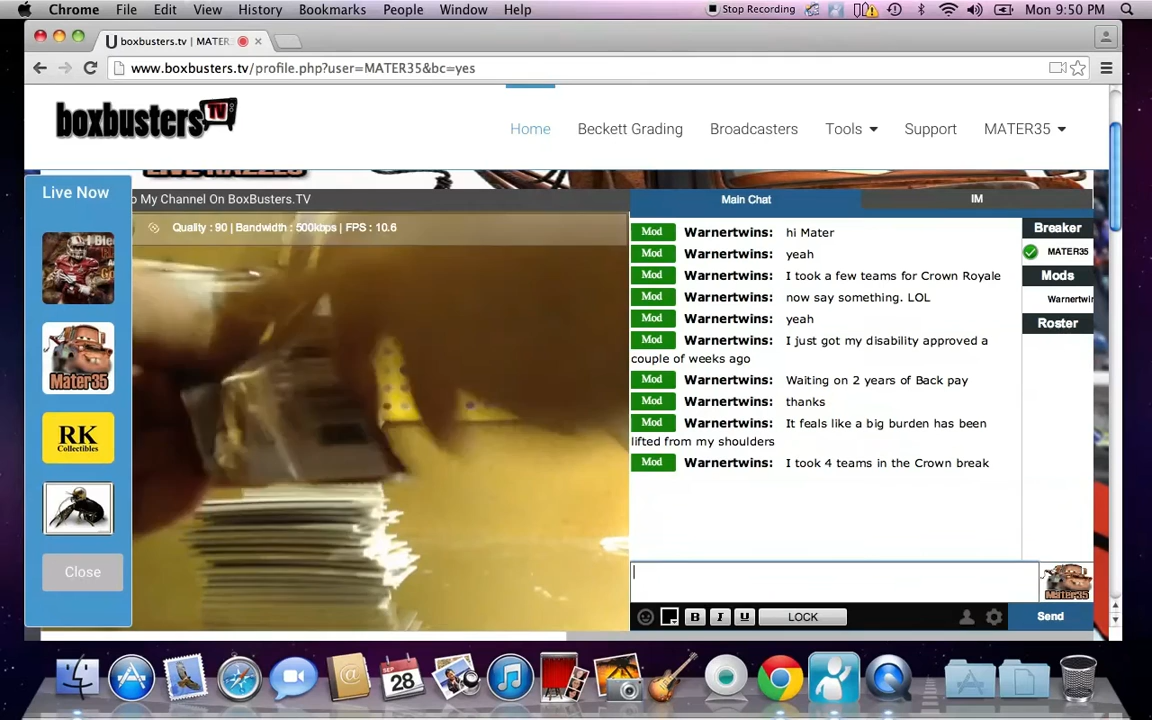 Chrome File Edit View History Bookmarks People Window Help Stop Recording Mon 9:50 PM
boxbusters.tv | MATER
www.boxbusters.tv/profile.php?user=MATER35&bc=yes
boxbusters TV
Home Beckett Grading Broadcasters Tools Support MATER35
LIVE RAZZLES
Live Now
o My Channel On BoxBusters.TV
Main Chat IM
Quality : 90 | Bandwidth : 500kbps | FPS : 10.6
Mod Warnertwins: hi Mater
Mod Warnertwins: yeah
Mod Warnertwins: I took a few teams for Crown Royale
Mod Warnertwins: now say something. LOL
Mod Warnertwins: yeah
Mod Warnertwins: I just got my disability approved a
couple of weeks ago
Mod Warnertwins: Waiting on 2 years of Back pay
Mod Warnertwins: thanks
Mod Warnertwins: It feals like a big burden has been
lifted from my shoulders
Mod Warnertwins: I took 4 teams in the Crown break
Breaker
MATER35
Mods
Warnertwin
Roster
Mater35
RK
Collectibles
Close
Mater35
B I U LOCK Send
SEP
28